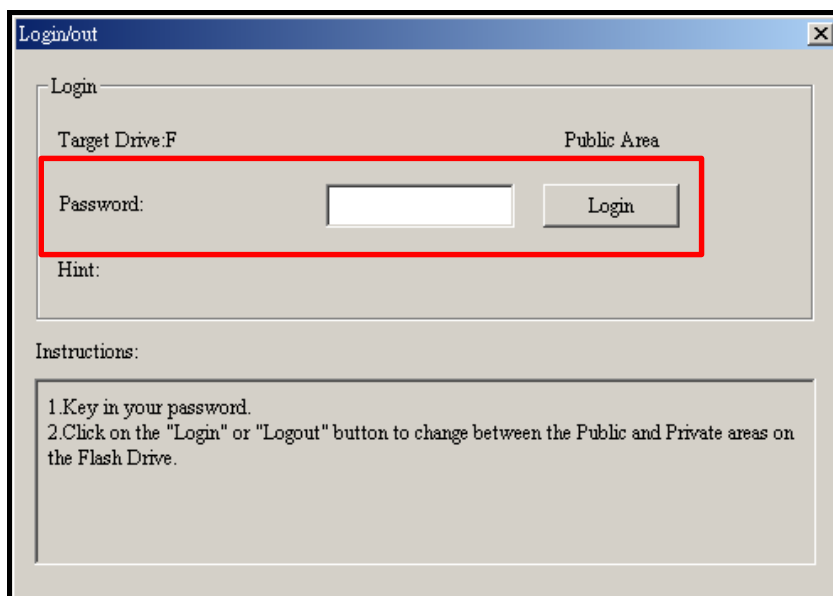 Login/out
Login
Target Drive:F Public Area
Password: Login
Hint:
Instructions:
1.Key in your password.
2.Click on the "Login" or "Logout" button to change between the Public and Private areas on
the Flash Drive.